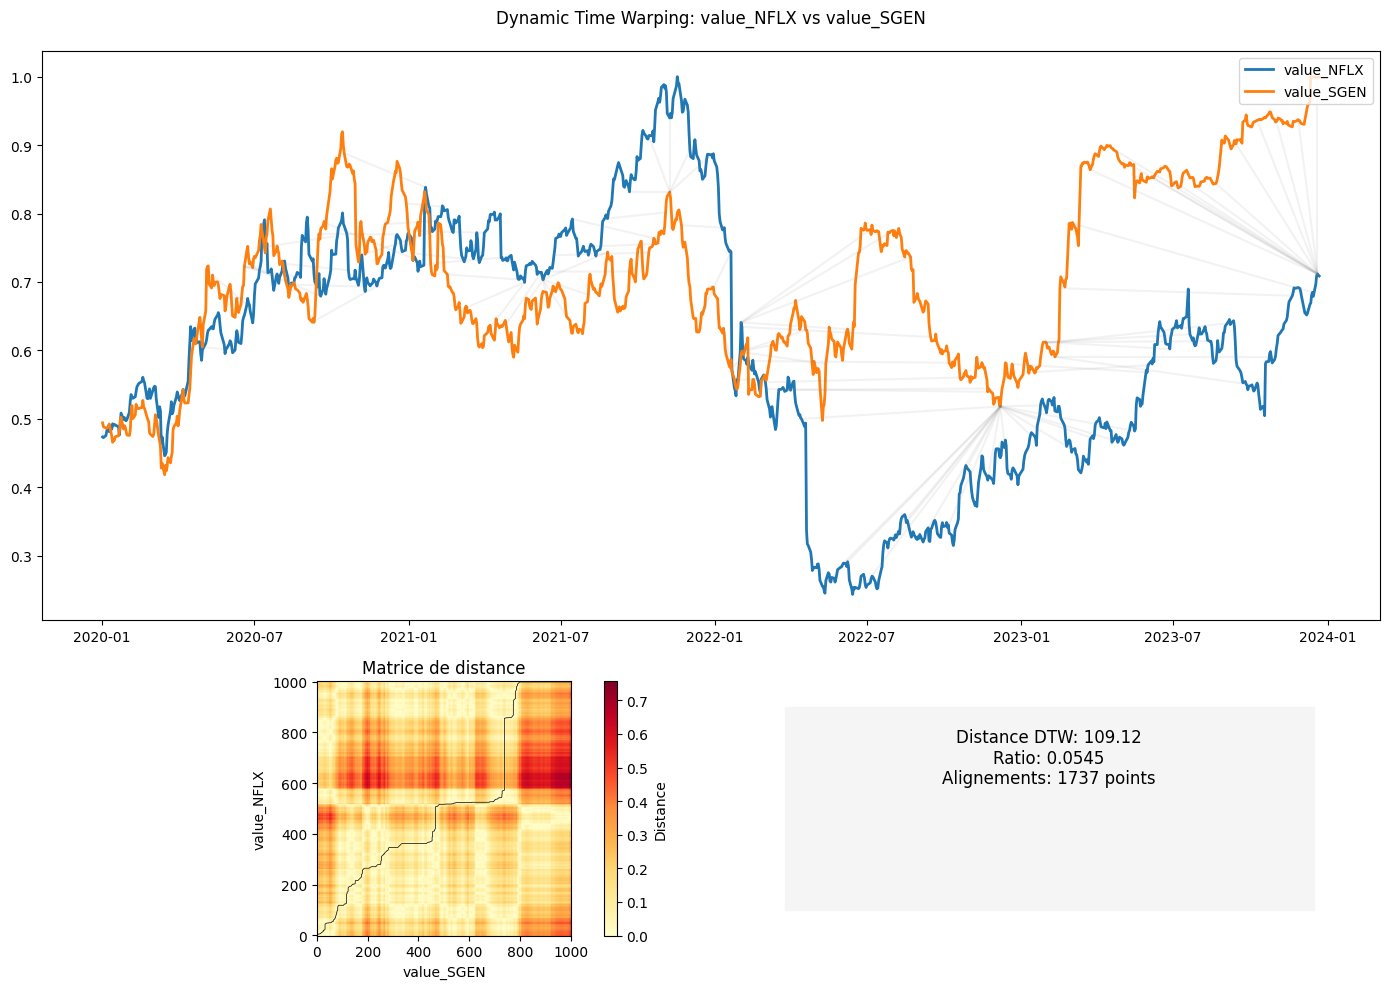 Dynamic Time Warping: value_NFLX vs value_SGEN
value_NFLX
value_SGEN
1.0
0.9
0.8
0.7
0.6
0.5
0.4
0.3
2020-01 2020-07 2021-01 2021-07 2022-01 2022-07 2023-01 2023-07 2024-01
Matrice de distance
value_NFLX
1000
800
600
400
200
0
0 200 400 600 800 1000
value_SGEN
0.7
0.6
0.5
0.4
0.3
0.2
0.1
0.0
Distance
Distance DTW: 109.12
Ratio: 0.0545
Alignements: 1737 points